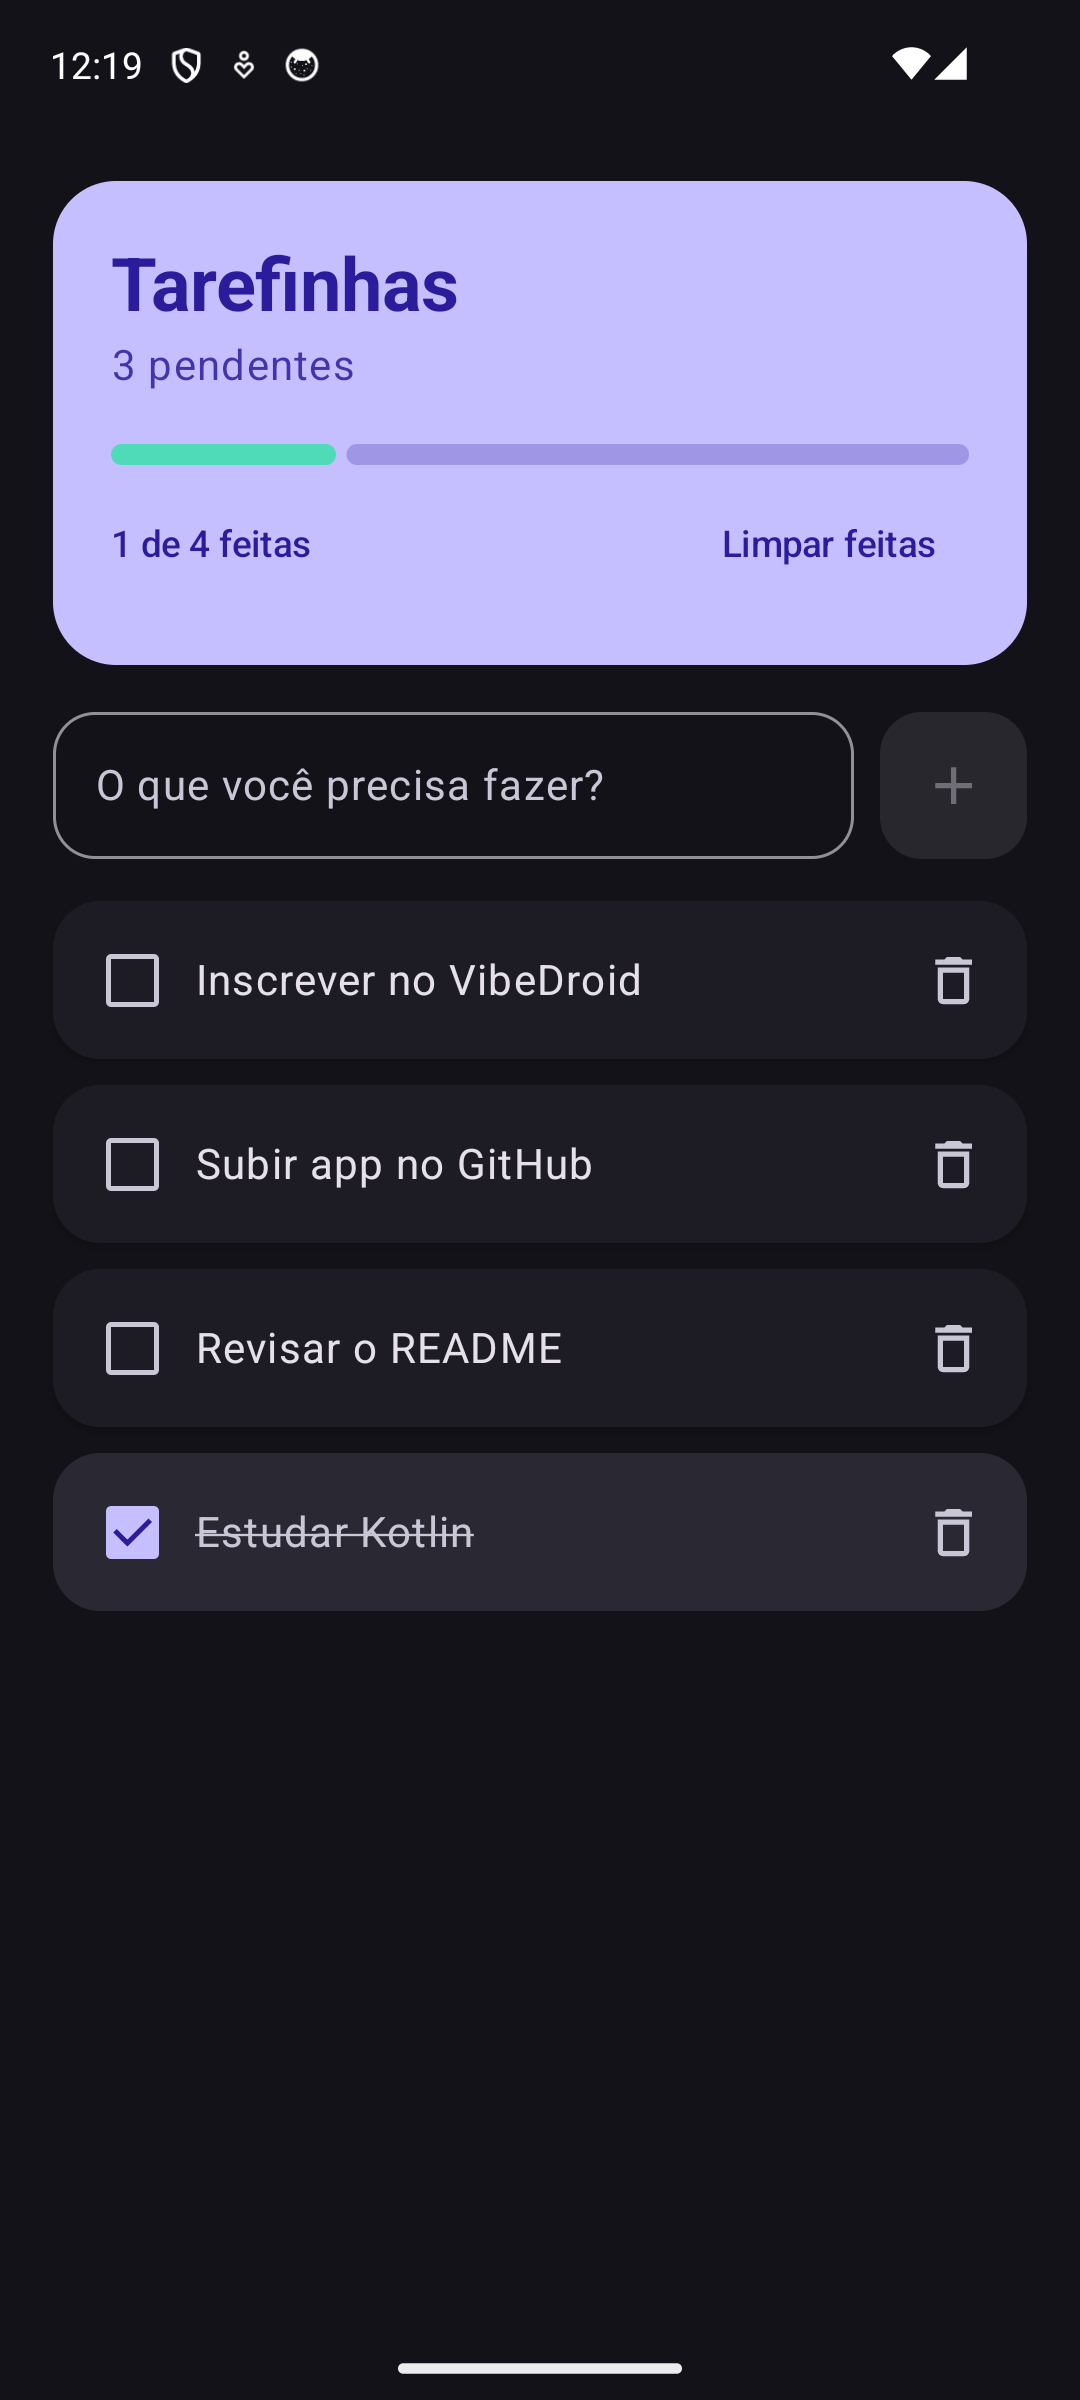 12:19
Tarefinhas
3 pendentes
1 de 4 feitas
Limpar feitas
O que você precisa fazer?
Inscrever no VibeDroid
Subir app no GitHub
Revisar o README
Estudar Kotlin